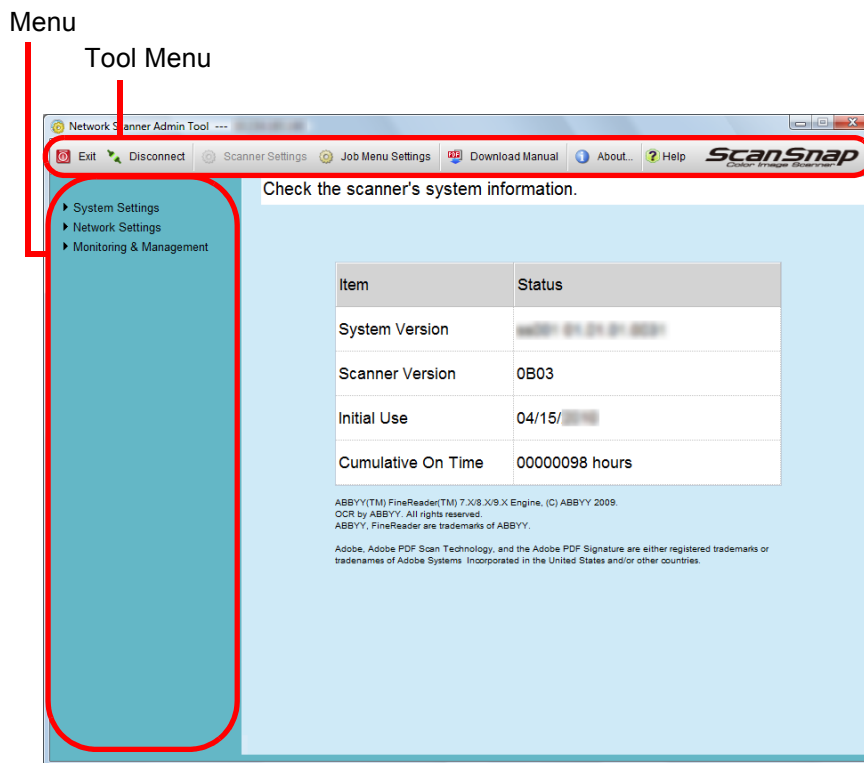 Menu
Tool Menu
Network Scanner Admin Tool ---
Exit Disconnect Scanner Settings Job Menu Settings PDF Download Manual About... Help ScanSnap
Color Image Scanner
Check the scanner's system information.
System Settings
Network Settings
Monitoring & Management
Item Status
System Version
Scanner Version 0B03
Initial Use 04/15/
Cumulative On Time 00000098 hours
ABBYY(TM) FineReader(TM) 7.X/8.X/9.X Engine, (C) ABBYY 2009.
OCR by ABBYY. All rights reserved.
ABBYY, FineReader are trademarks of ABBYY.
Adobe, Adobe PDF Scan Technology, and the Adobe PDF Signature are either registered trademarks or
tradenames of Adobe Systems Incorporated in the United States and/or other countries.